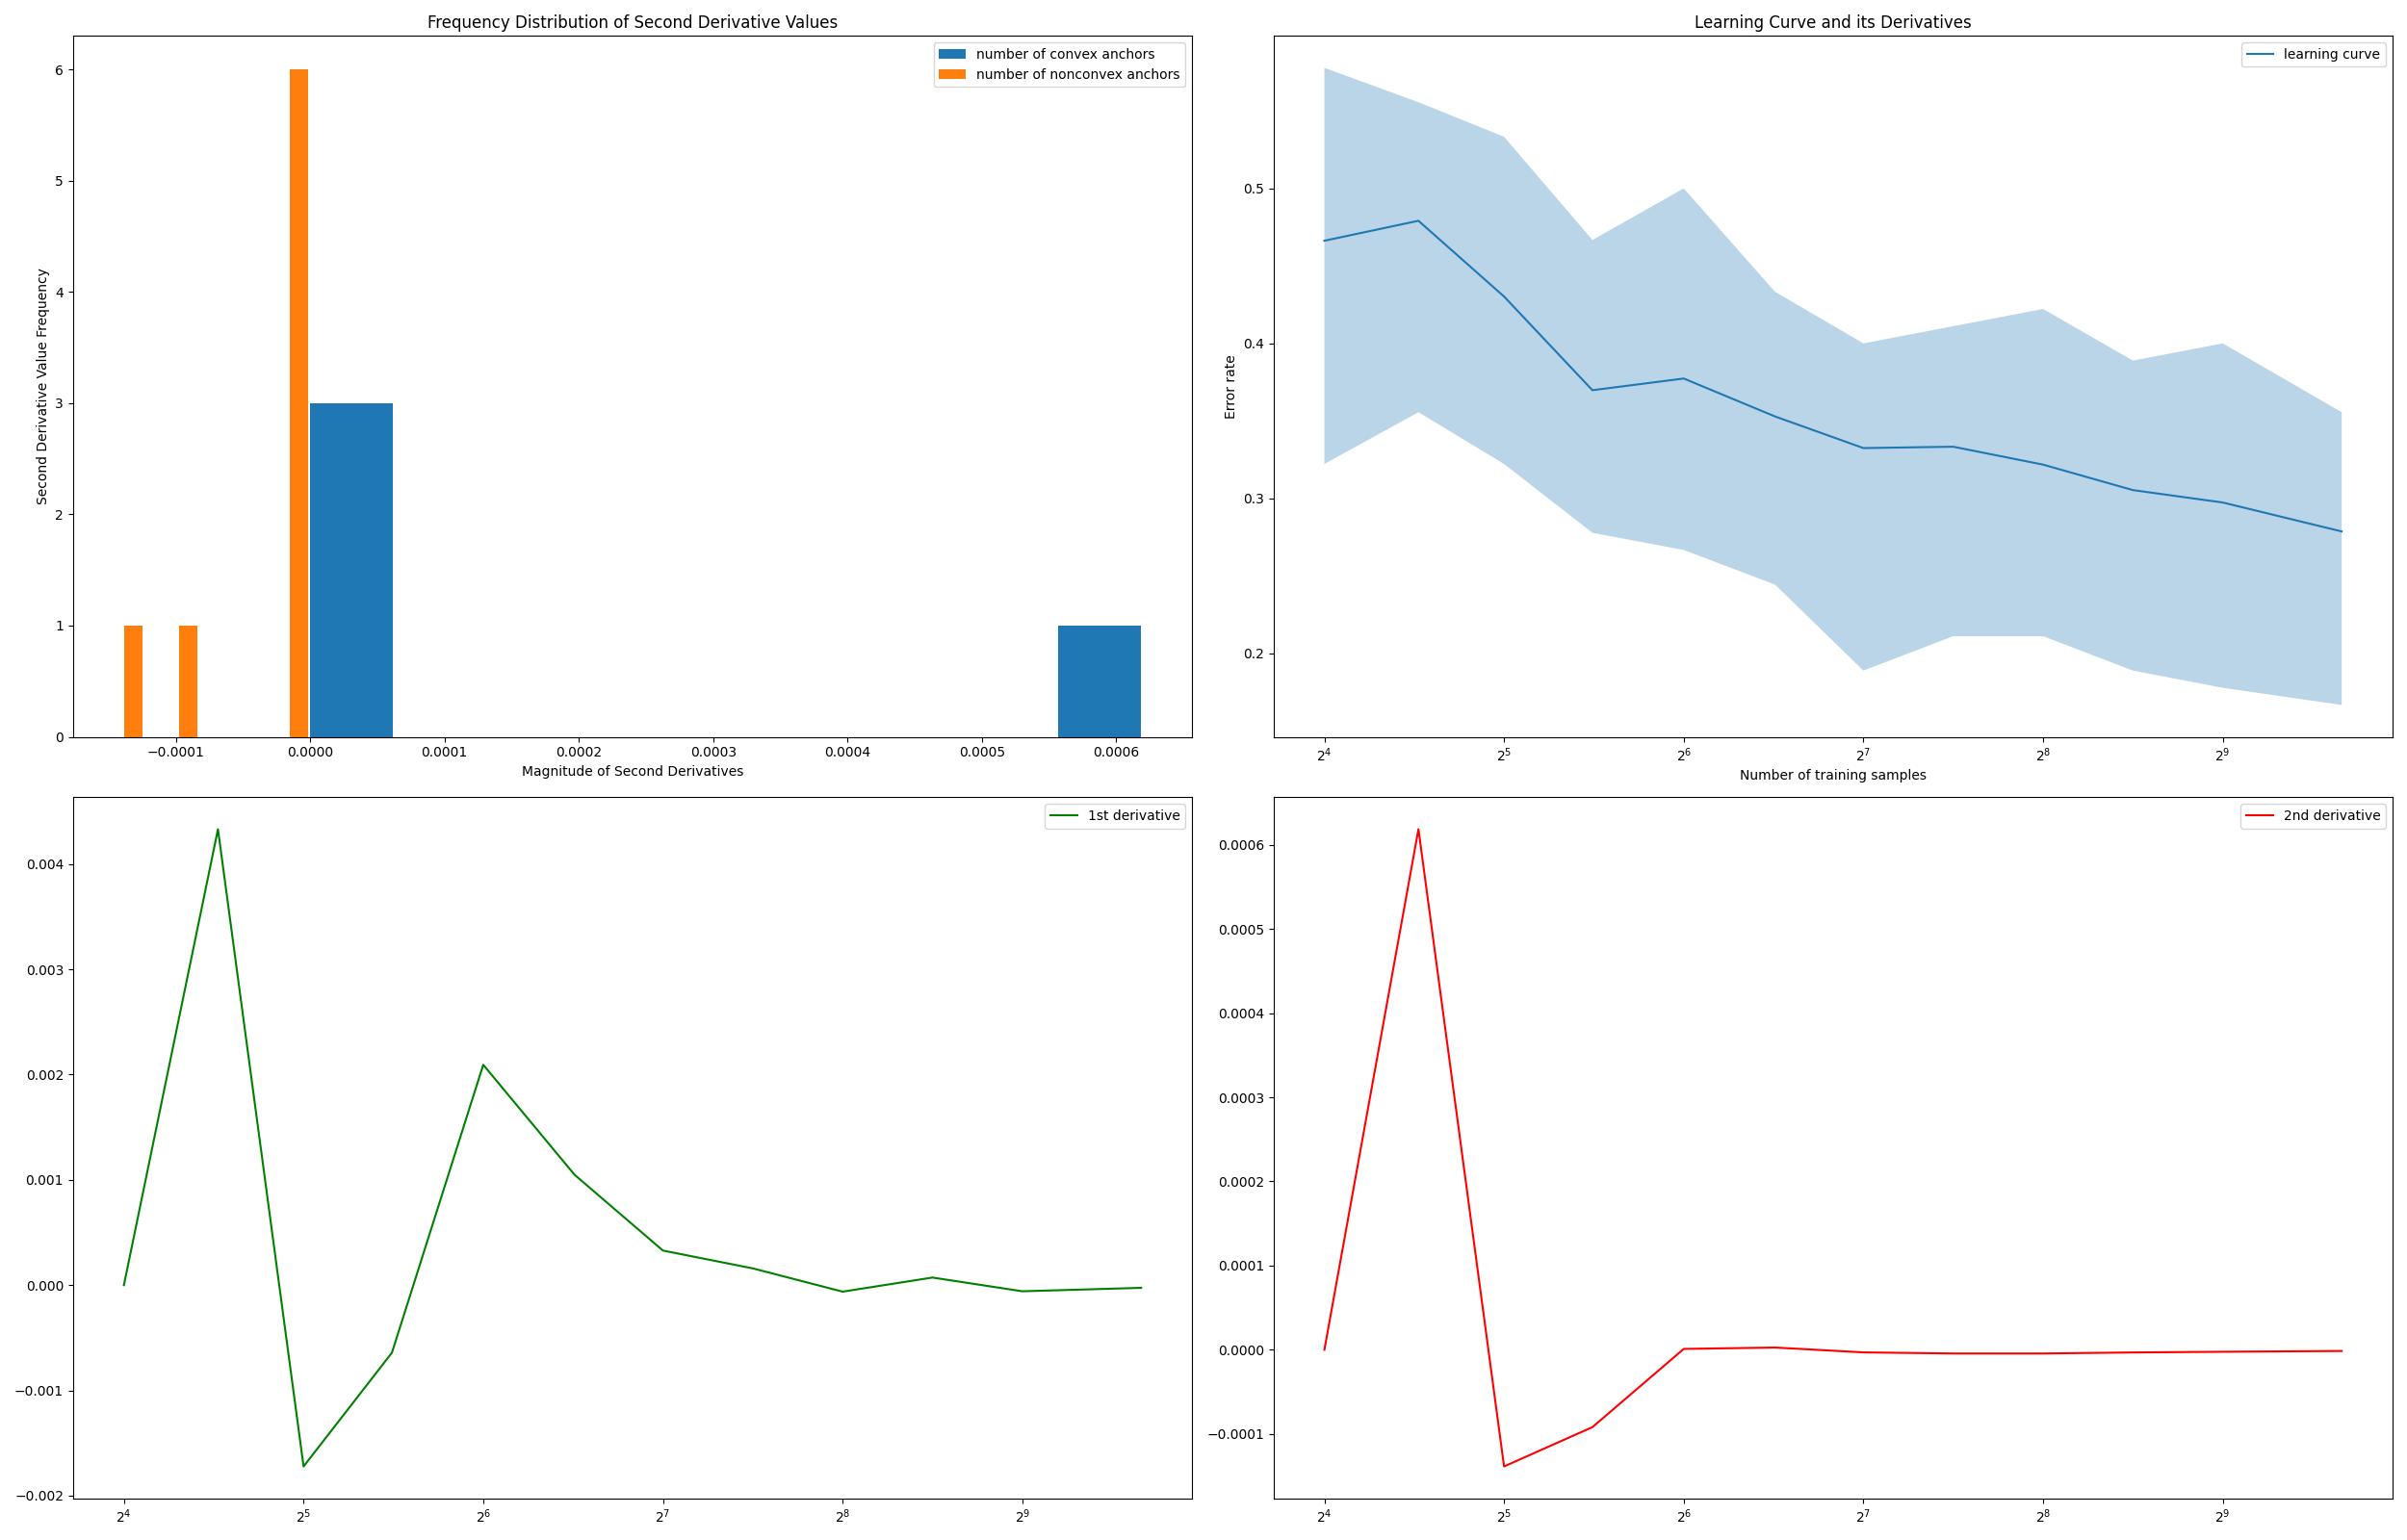 Frequency Distribution of Second Derivative Values
number of convex anchors
number of nonconvex anchors
Second Derivative Value Frequency
6
5
4
3
2
1
0
−0.0001 0.0000 0.0001 0.0002 0.0003 0.0004 0.0005 0.0006
Magnitude of Second Derivatives
Learning Curve and its Derivatives
learning curve
Error rate
0.5
0.4
0.3
0.2
2⁴ 2⁵ 2⁶ 2⁷ 2⁸ 2⁹
Number of training samples
1st derivative
0.004
0.003
0.002
0.001
0.000
−0.001
−0.002
2⁴ 2⁵ 2⁶ 2⁷ 2⁸ 2⁹
2nd derivative
0.0006
0.0005
0.0004
0.0003
0.0002
0.0001
0.0000
−0.0001
2⁴ 2⁵ 2⁶ 2⁷ 2⁸ 2⁹